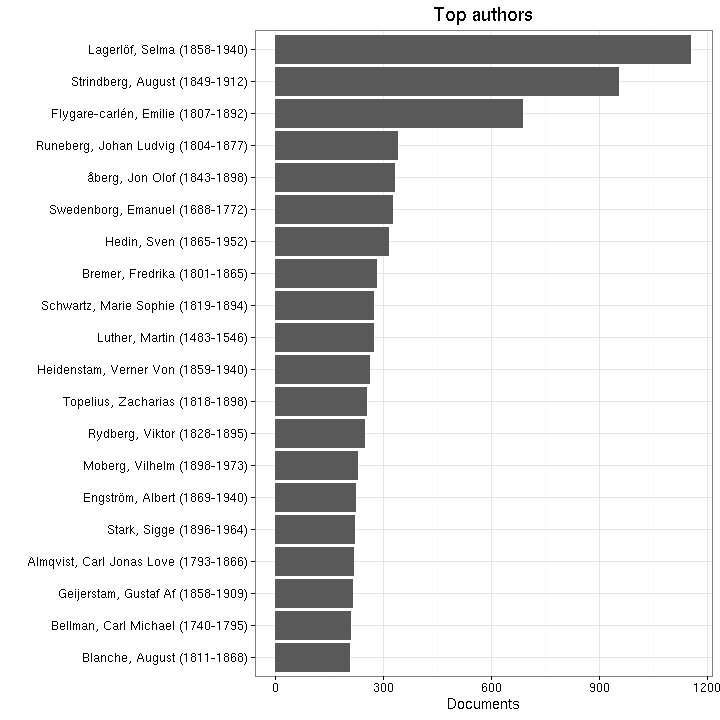 Top authors
Lagerlöf, Selma (1858-1940)
Strindberg, August (1849-1912)
Flygare-carlén, Emilie (1807-1892)
Runeberg, Johan Ludvig (1804-1877)
åberg, Jon Olof (1843-1898)
Swedenborg, Emanuel (1688-1772)
Hedin, Sven (1865-1952)
Bremer, Fredrika (1801-1865)
Schwartz, Marie Sophie (1819-1894)
Luther, Martin (1483-1546)
Heidenstam, Verner Von (1859-1940)
Topelius, Zacharias (1818-1898)
Rydberg, Viktor (1828-1895)
Moberg, Vilhelm (1898-1973)
Engström, Albert (1869-1940)
Stark, Sigge (1896-1964)
Almqvist, Carl Jonas Love (1793-1866)
Geijerstam, Gustaf Af (1858-1909)
Bellman, Carl Michael (1740-1795)
Blanche, August (1811-1868)
0 300 600 900 1200
Documents